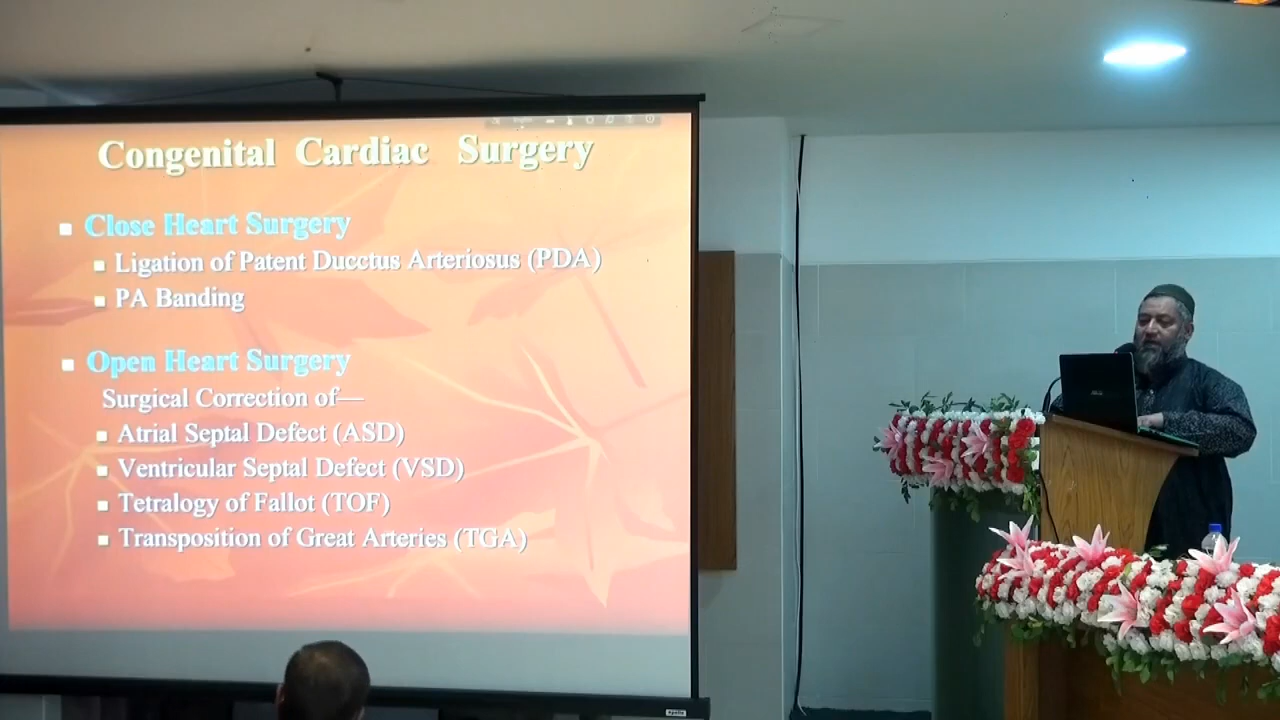 Congenital Cardiac Surgery
Close Heart Surgery
Ligation of Patent Ducctus Arteriosus (PDA)
PA Banding
Open Heart Surgery
Surgical Correction of—
Atrial Septal Defect (ASD)
Ventricular Septal Defect (VSD)
Tetralogy of Fallot (TOF)
Transposition of Great Arteries (TGA)
Apollo